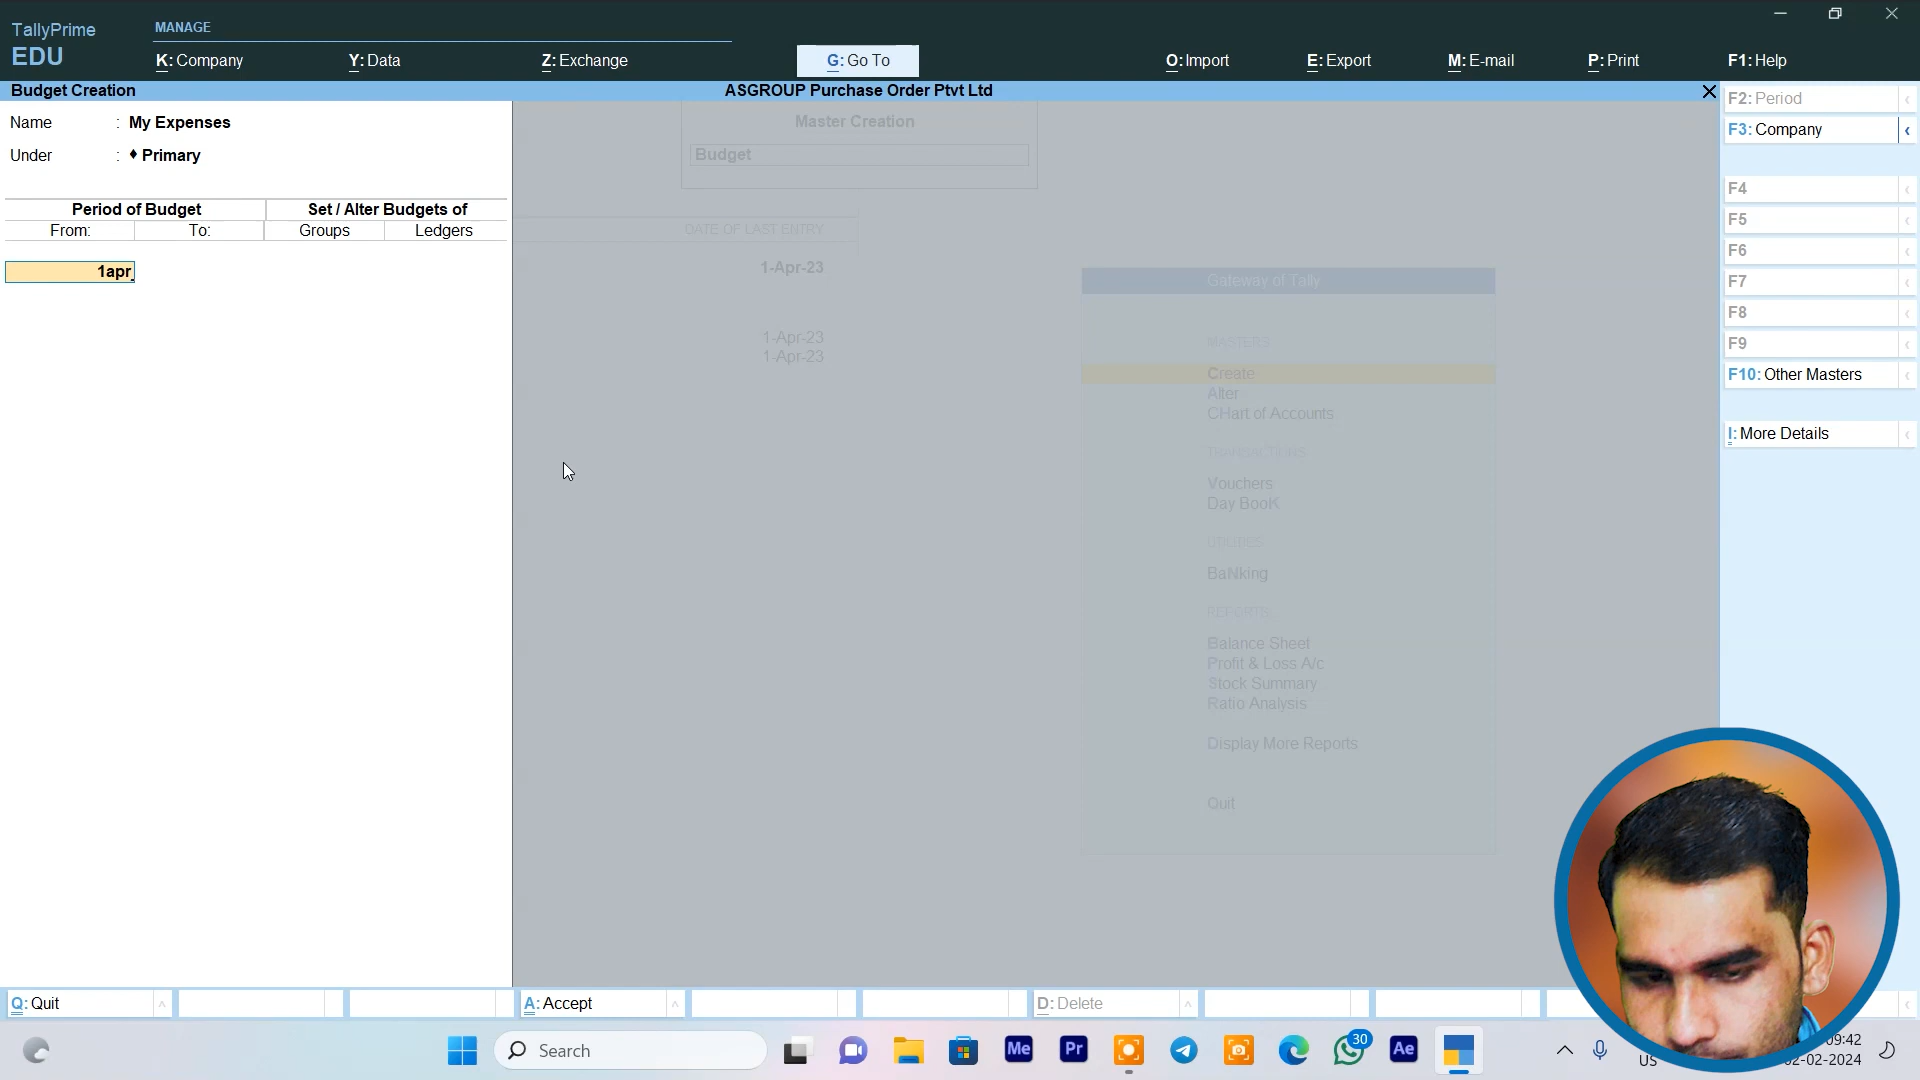 TallyPrime
EDU
MANAGE
K: Company
Y: Data
Z: Exchange
G: Go To
O: Import
E: Export
M: E-mail
P: Print
F1: Help
Budget Creation
ASGROUP Purchase Order Ptvt Ltd
Name : My Expenses
Under : ♦ Primary
Period of Budget
Set / Alter Budgets of
From:
To:
Groups
Ledgers
1apr
Master Creation
Budget
DATE OF LAST ENTRY
1-Apr-23
1-Apr-23
1-Apr-23
Gateway of Tally
MASTERS
Create
Alter
CHart of Accounts
TRANSACTIONS
Vouchers
Day BooK
UTILITIES
BaNking
REPORTS
Balance Sheet
Profit & Loss A/c
Stock Summary
Ratio Analysis
Display More Reports
Quit
F2: Period
F3: Company
F4
F5
F6
F7
F8
F9
F10: Other Masters
I: More Details
Q: Quit
A: Accept
D: Delete
Search
Me
Pr
30
Ae
US
09:42
02-02-2024